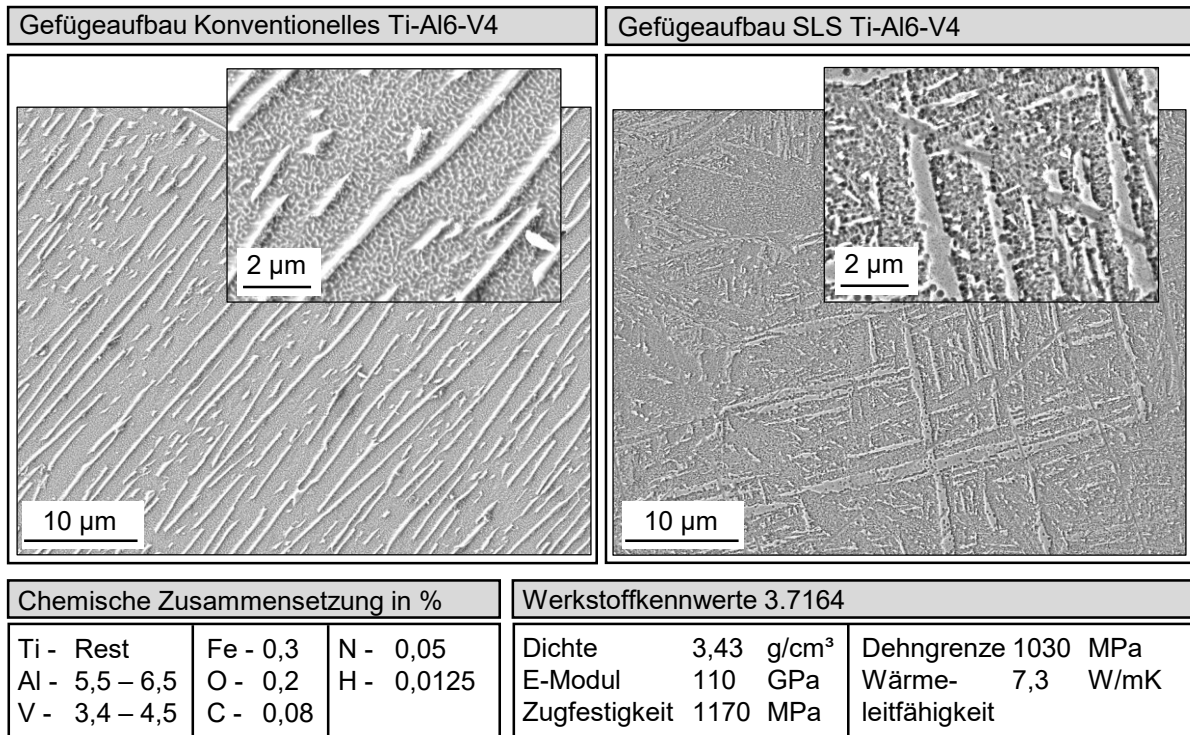 Gefügeaufbau Konventionelles Ti-Al6-V4
Gefügeaufbau SLS Ti-Al6-V4
2 µm
10 µm
2 µm
10 µm
Chemische Zusammensetzung in %
Ti - Rest Fe - 0,3 N - 0,05
Al - 5,5 – 6,5 O - 0,2 H - 0,0125
V - 3,4 – 4,5 C - 0,08
Werkstoffkennwerte 3.7164
Dichte 3,43 g/cm³ Dehngrenze 1030 MPa
E-Modul 110 GPa Wärme- 7,3 W/mK
Zugfestigkeit 1170 MPa leitfähigkeit